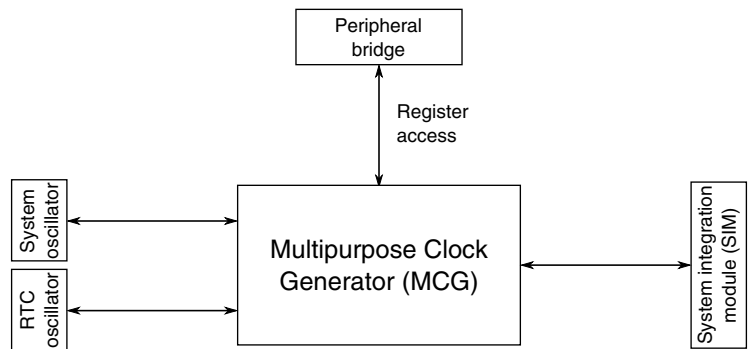 Peripheral
bridge
Register
access
System
oscillator
Multipurpose Clock
Generator (MCG)
RTC
oscillator
System integration
module (SIM)